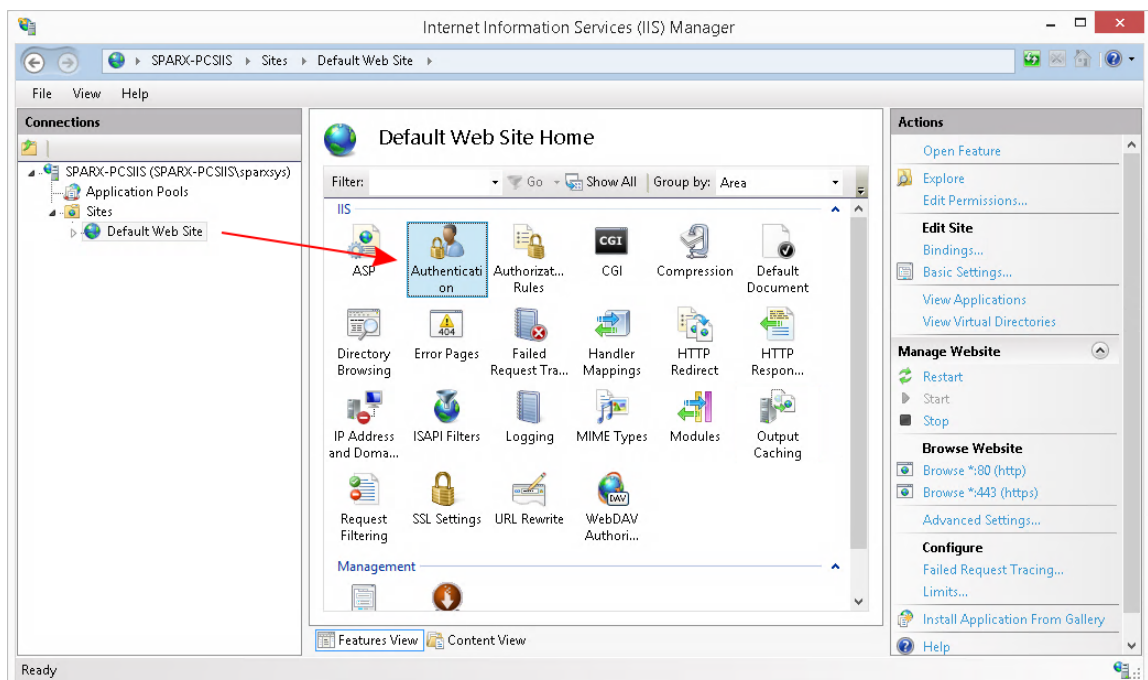 Internet Information Services (IIS) Manager
SPARX-PCSIIS Sites Default Web Site
File View Help
Connections
SPARX-PCSIIS (SPARX-PCSIIS\sparxsys)
Application Pools
Sites
Default Web Site
Default Web Site Home
Filter: Go Show All Group by: Area
IIS
ASP
Authenticati
on
Authorizat...
Rules
CGI
Compression
Default
Document
Directory
Browsing
Error Pages
404
Failed
Request Tra...
Handler
Mappings
HTTP
Redirect
HTTP
Respon...
IP Address
and Doma...
ISAPI Filters
Logging
MIME Types
Modules
Output
Caching
Request
Filtering
SSL Settings
URL Rewrite
DAV
WebDAV
Authori...
Management
Features View Content View
Actions
Open Feature
Explore
Edit Permissions...
Edit Site
Bindings...
Basic Settings...
View Applications
View Virtual Directories
Manage Website
Restart
Start
Stop
Browse Website
Browse *:80 (http)
Browse *:443 (https)
Advanced Settings...
Configure
Failed Request Tracing...
Limits...
Install Application From Gallery
Help
Ready